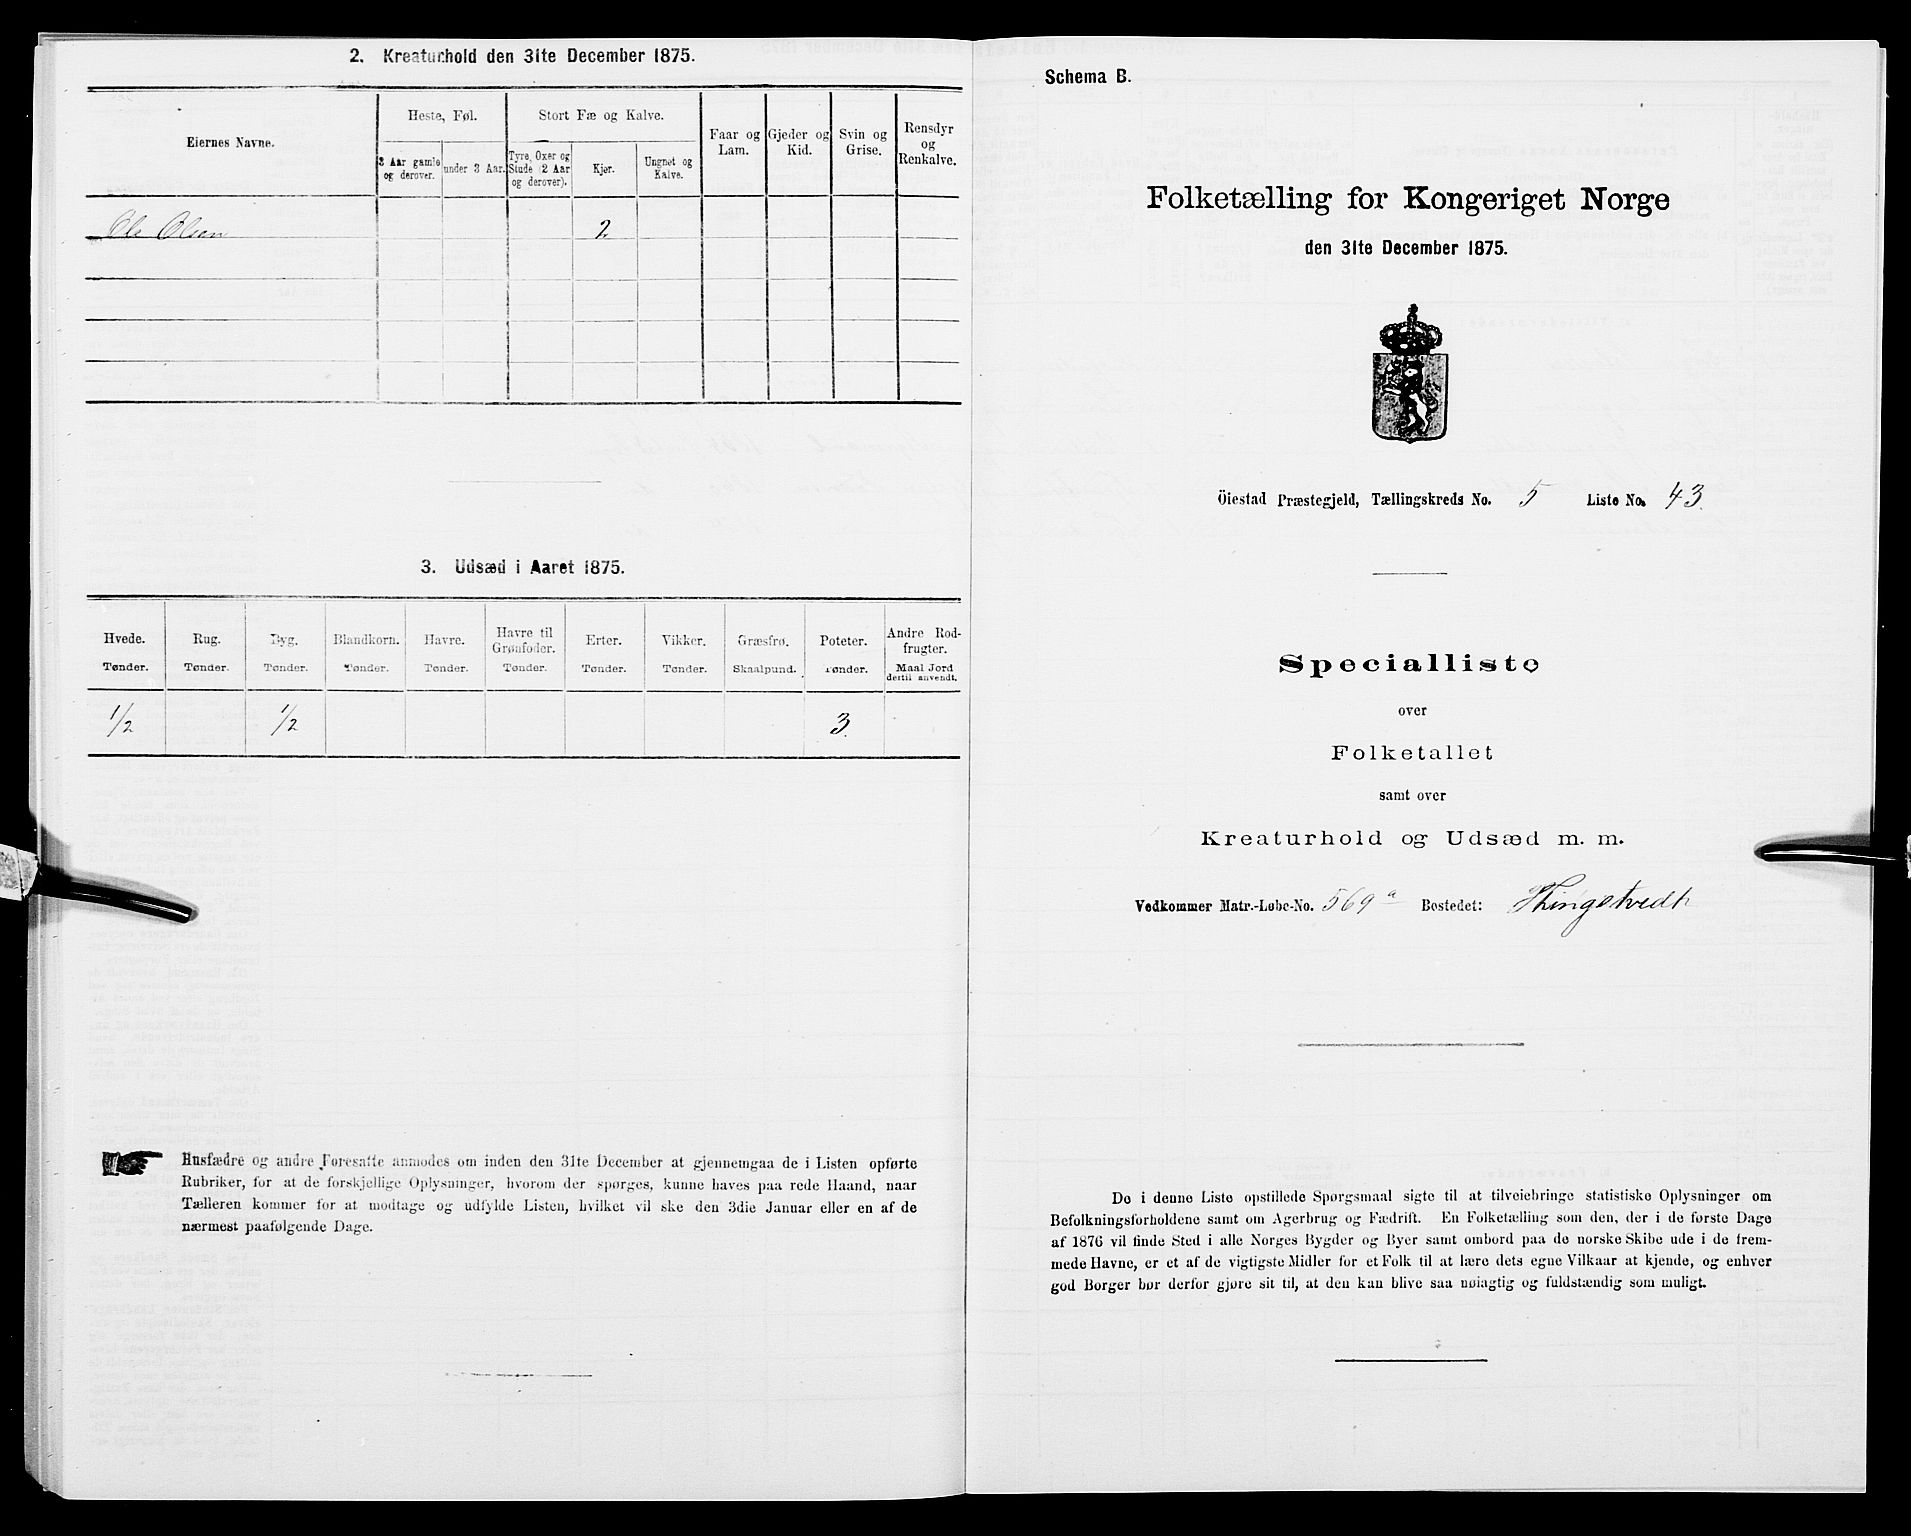 2. Kreaturhold den 31te December 1875.
Eiernes Navne.
Heste, Føl.
Stort Fæ og Kalve.
Faar og Lam.
Gjeder og Kid.
Svin og Grise.
Rensdyr og Renkalve.
3 Aar gamle og derover.
under 3 Aar.
Tyre, Oxer og Stude (2 Aar og derover).
Kjør.
Ungnet og Kalve.
Ole Olsen 2
3. Udsæd i Aaret 1875.
Hvede. Rug. Byg. Blandkorn. Havre. Havre til Grønfoder. Erter. Vikker. Græsfrø. Poteter. Andre Rodfrugter.
Tønder. Tønder. Tønder. Tønder. Tønder. Tønder. Tønder. Tønder. Skaalpund. Tønder. Maal Jord dertil anvendt.
1/2 1/2 3.
Husfædre og andre Foresatte anmodes om inden den 31te December at gjennemgaa de i Listen opførte
Rubriker, for at de forskjellige Oplysninger, hvorom der spørges, kunne haves paa rede Haand, naar
Tælleren kommer for at modtage og udfylde Listen, hvilket vil ske den 3die Januar eller en af de
nærmest paafølgende Dage.
Schema B.
Folketælling for Kongeriget Norge
den 31te December 1875.
Öiestad Præstegjeld, Tællingskreds No. 5 Liste No. 43.
Specialliste
over
Folketallet
samt over
Kreaturhold og Udsæd m. m.
Vedkommer Matr.-Løbe-No. 569a Bostedet: Thingstvedt
De i denne Liste opstillede Spørgsmaal sigte til at tilveiebringe statistiske Oplysninger om
Befolkningsforholdene samt om Agerbrug og Fædrift. En Folketælling som den, der i de første Dage
af 1876 vil finde Sted i alle Norges Bygder og Byer samt ombord paa de norske Skibe ude i de frem-
mede Havne, er et af de vigtigste Midler for et Folk til at lære dets egne Vilkaar at kjende, og enhver
god Borger bør derfor gjøre sit til, at den kan blive saa nøiagtig og fuldstændig som muligt.